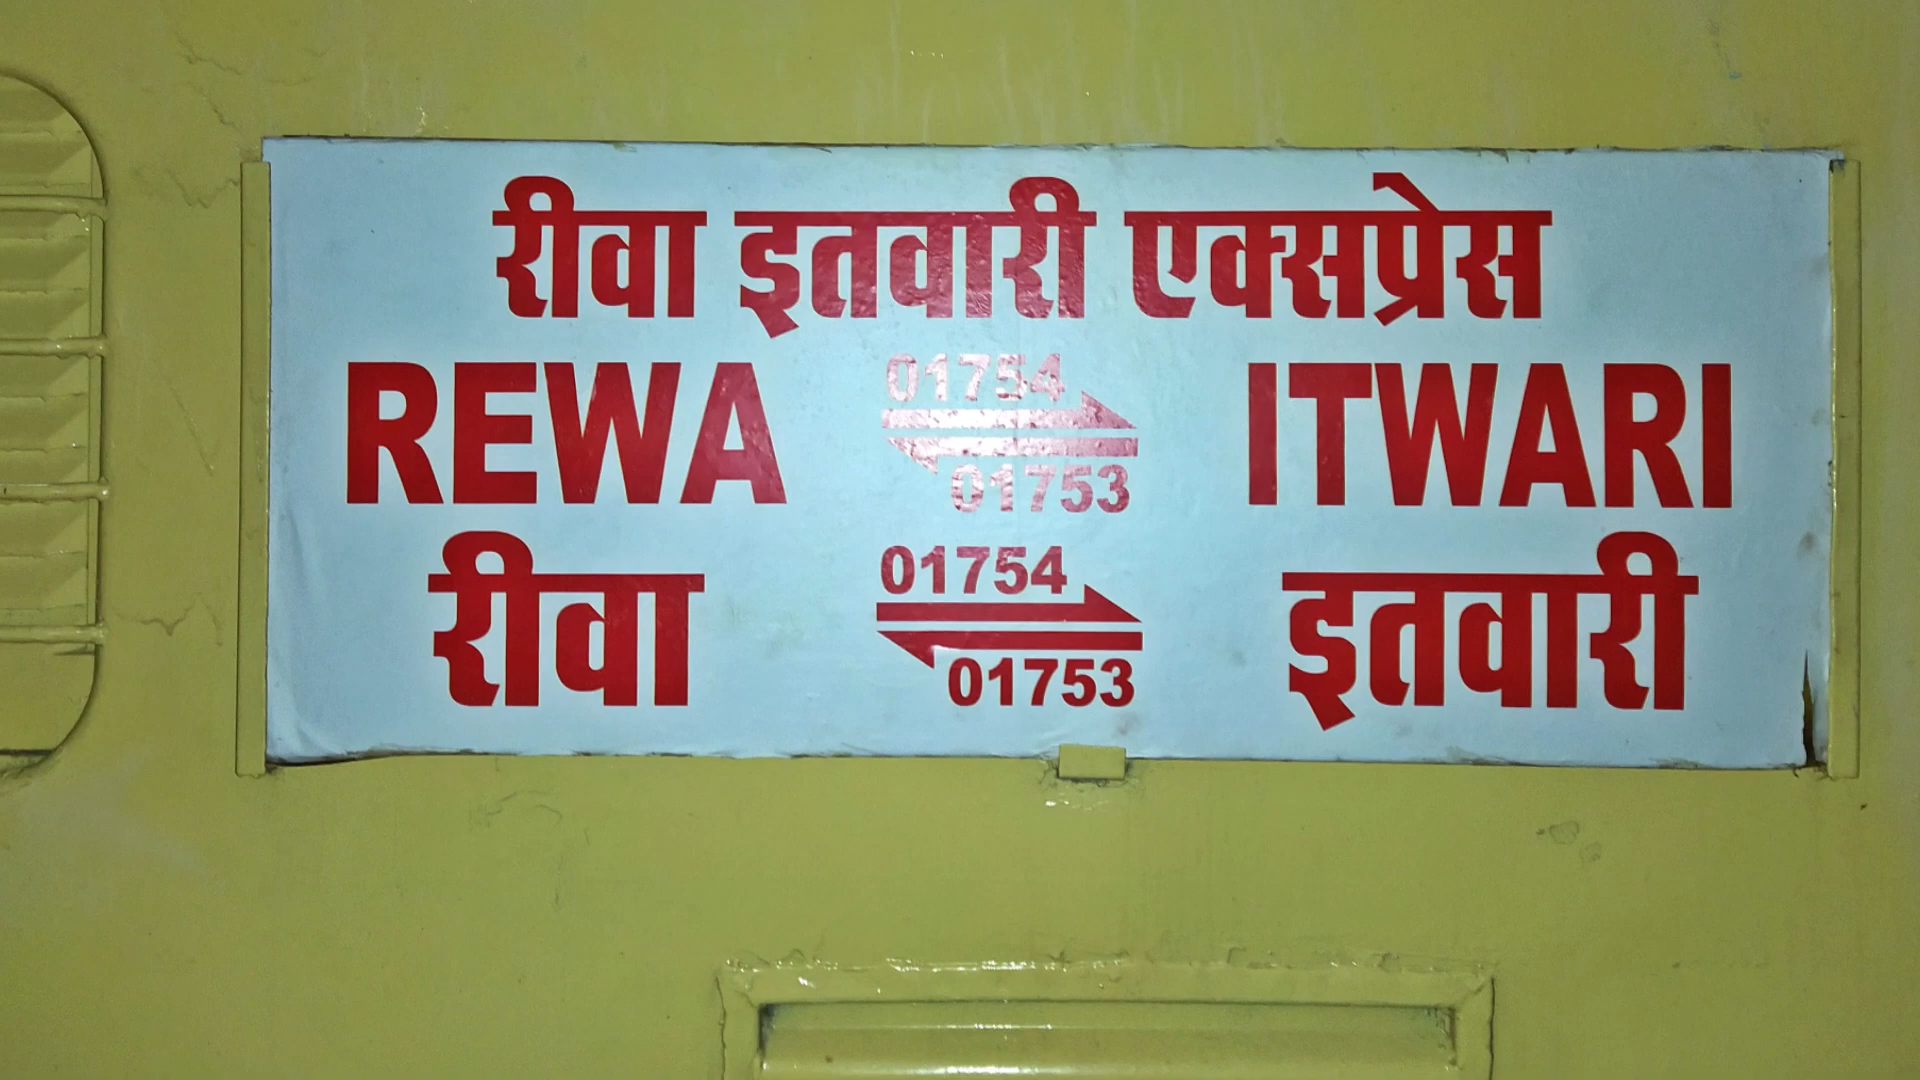 रीवा इतवारी एक्सप्रेस
REWA 01754 ITWARI
01753
रीवा 01754 इतवारी
01753